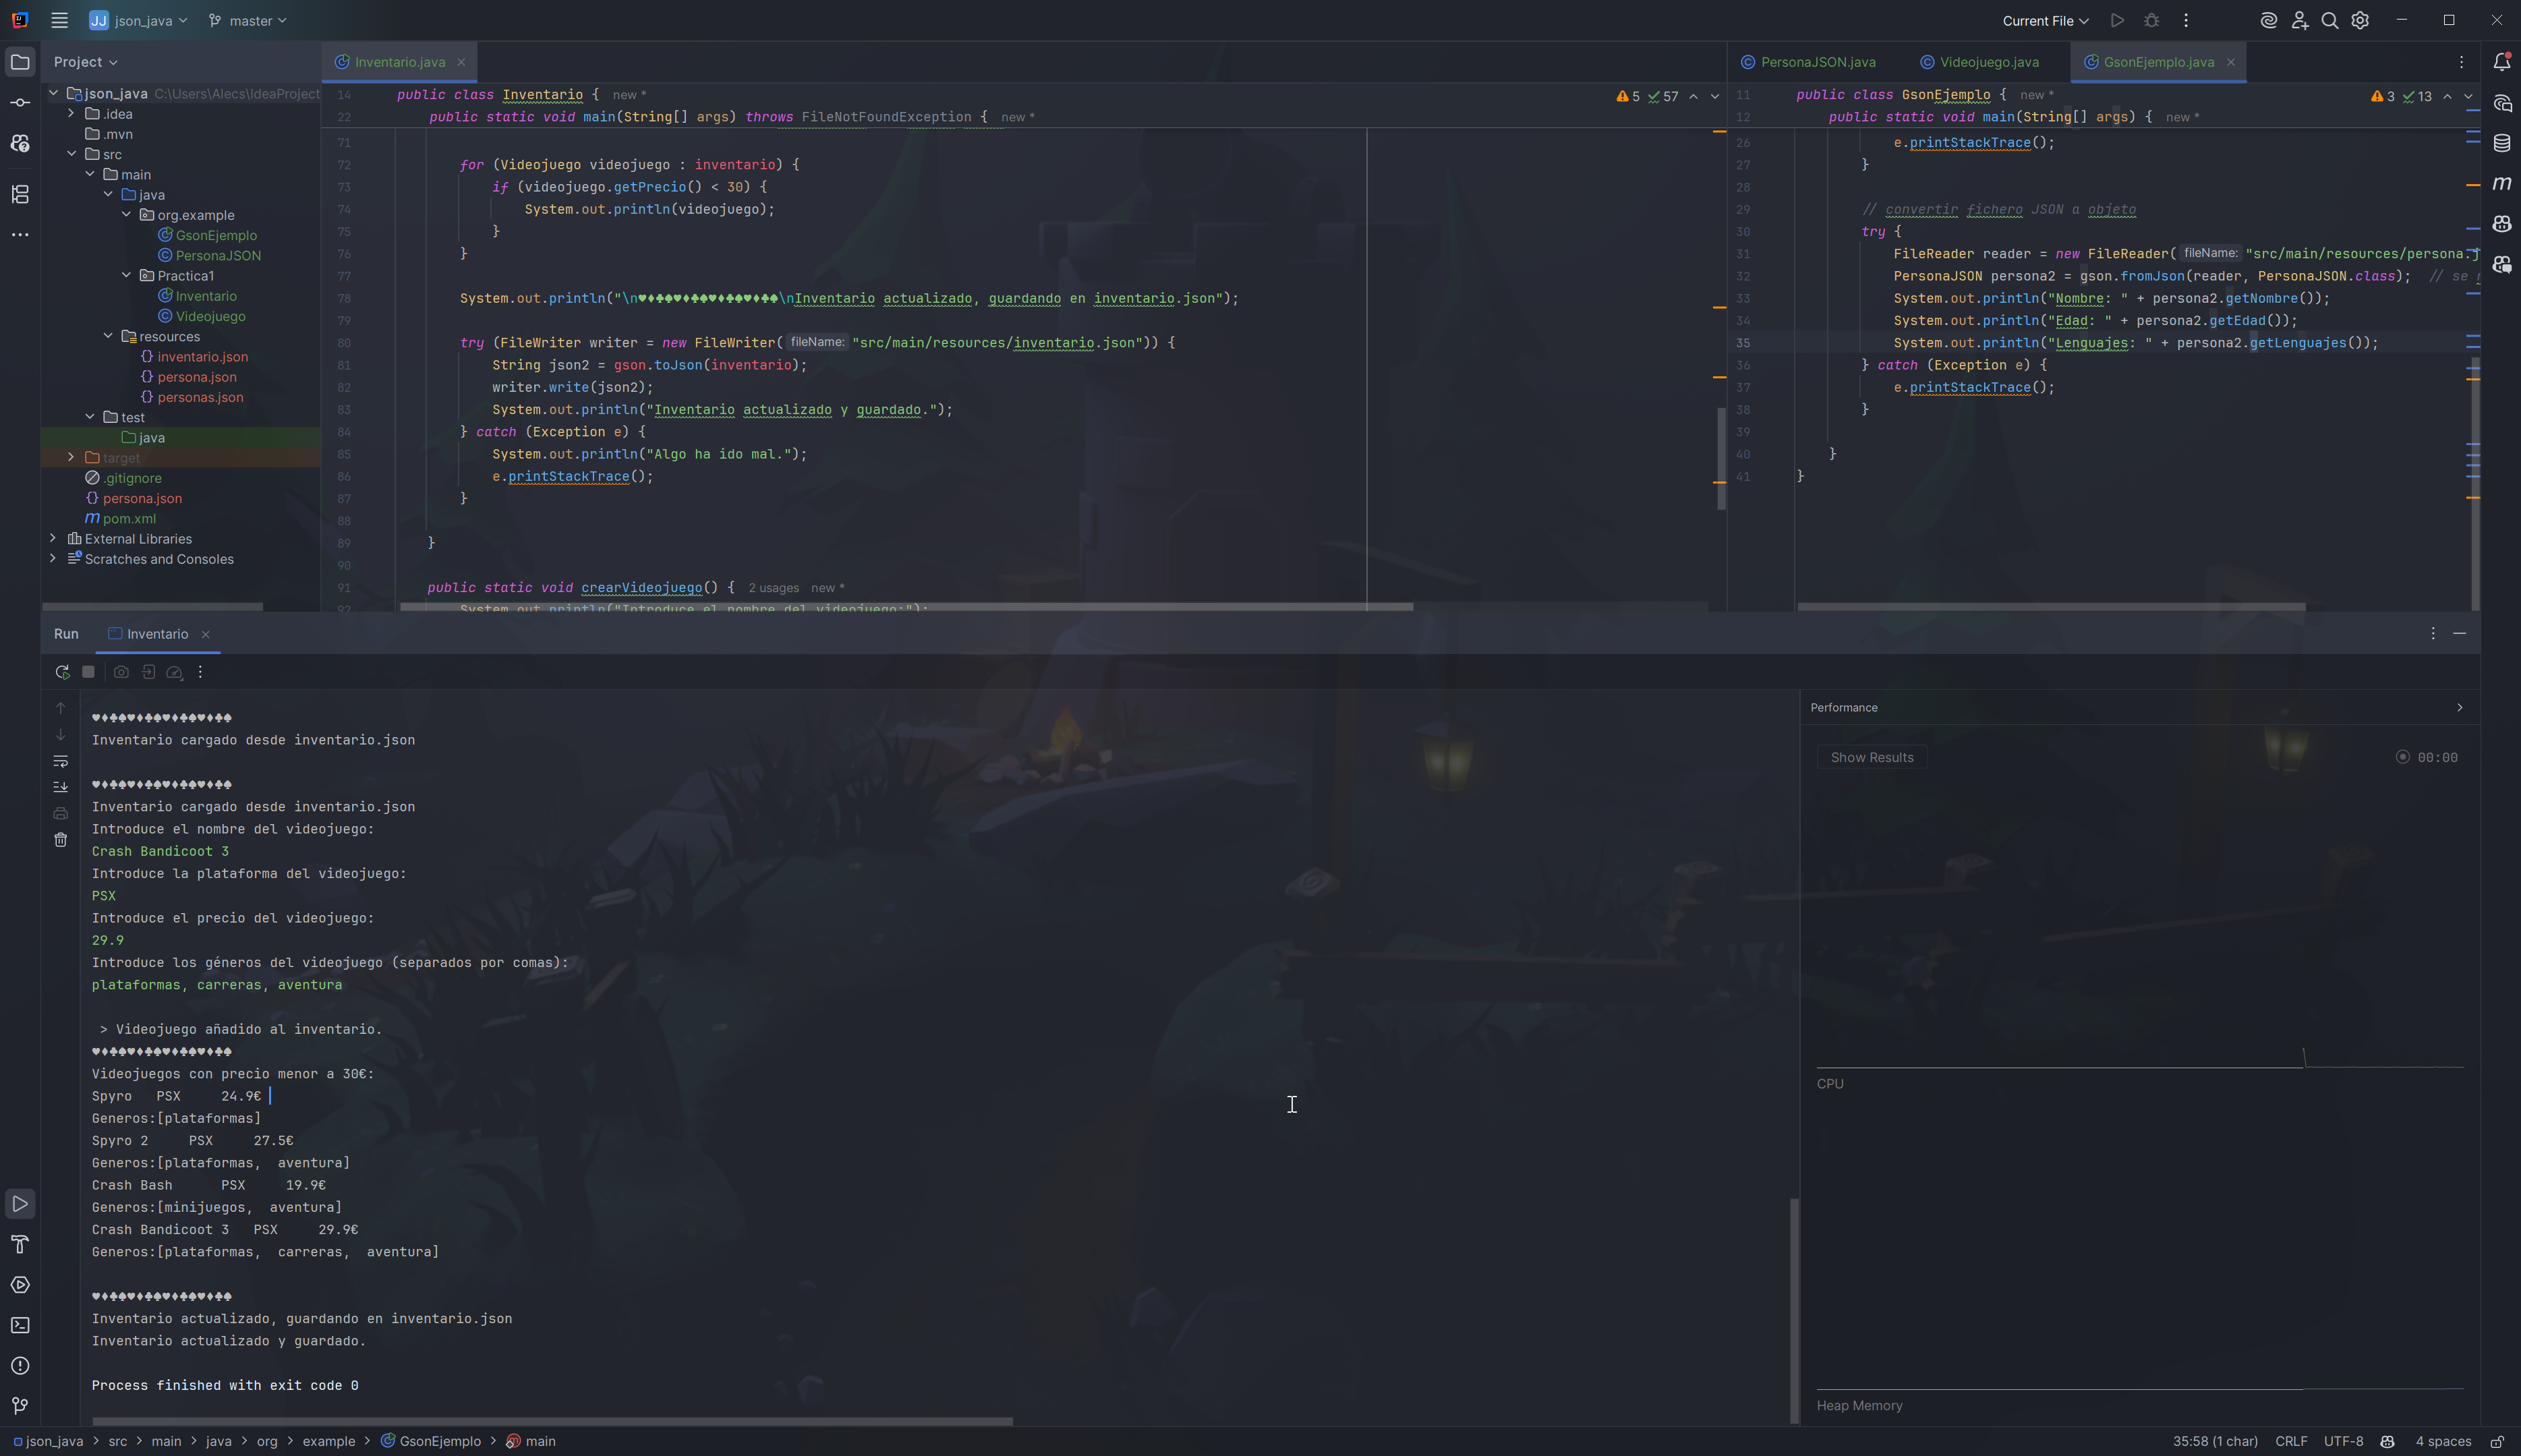 JJ json_java master Current File
Project
json_java C:\Users\Alecs\IdeaProject
.idea
.mvn
src
main
java
org.example
GsonEjemplo
PersonaJSON
Practica1
Inventario
Videojuego
resources
inventario.json
persona.json
personas.json
test
java
target
.gitignore
persona.json
pom.xml
External Libraries
Scratches and Consoles
Inventario.java
5 57
14 public class Inventario { new *
22 public static void main(String[] args) throws FileNotFoundException { new *
71
72 for (Videojuego videojuego : inventario) {
73 if (videojuego.getPrecio() < 30) {
74 System.out.println(videojuego);
75 }
76 }
77
78 System.out.println("\n♥♦♣♠♥♦♣♠♥♦♣♠♥♦♣♠\nInventario actualizado, guardando en inventario.json");
79
80 try (FileWriter writer = new FileWriter( fileName: "src/main/resources/inventario.json")) {
81 String json2 = gson.toJson(inventario);
82 writer.write(json2);
83 System.out.println("Inventario actualizado y guardado.");
84 } catch (Exception e) {
85 System.out.println("Algo ha ido mal.");
86 e.printStackTrace();
87 }
88
89 }
90
91 public static void crearVideojuego() { 2 usages new *
92 System.out.println("Introduce el nombre del videojuego:");
PersonaJSON.java Videojuego.java GsonEjemplo.java
3 13
11 public class GsonEjemplo { new *
12 public static void main(String[] args) { new *
26 e.printStackTrace();
27 }
28
29 // convertir fichero JSON a objeto
30 try {
31 FileReader reader = new FileReader( fileName: "src/main/resources/persona.j
32 PersonaJSON persona2 = gson.fromJson(reader, PersonaJSON.class); // se
33 System.out.println("Nombre: " + persona2.getNombre());
34 System.out.println("Edad: " + persona2.getEdad());
35 System.out.println("Lenguajes: " + persona2.getLenguajes());
36 } catch (Exception e) {
37 e.printStackTrace();
38 }
39
40 }
41 }
Run Inventario
♥♦♣♠♥♦♣♠♥♦♣♠♥♦♣♠
Inventario cargado desde inventario.json
♥♦♣♠♥♦♣♠♥♦♣♠♥♦♣♠
Inventario cargado desde inventario.json
Introduce el nombre del videojuego:
Crash Bandicoot 3
Introduce la plataforma del videojuego:
PSX
Introduce el precio del videojuego:
29.9
Introduce los géneros del videojuego (separados por comas):
plataformas, carreras, aventura
> Videojuego añadido al inventario.
♥♦♣♠♥♦♣♠♥♦♣♠♥♦♣♠
Videojuegos con precio menor a 30€:
Spyro PSX 24.9€
Generos:[plataformas]
Spyro 2 PSX 27.5€
Generos:[plataformas, aventura]
Crash Bash PSX 19.9€
Generos:[minijuegos, aventura]
Crash Bandicoot 3 PSX 29.9€
Generos:[plataformas, carreras, aventura]
♥♦♣♠♥♦♣♠♥♦♣♠♥♦♣♠
Inventario actualizado, guardando en inventario.json
Inventario actualizado y guardado.
Process finished with exit code 0
Performance
Show Results 00:00
CPU
Heap Memory
json_java > src > main > java > org > example > GsonEjemplo > main
35:58 (1 char) CRLF UTF-8 4 spaces